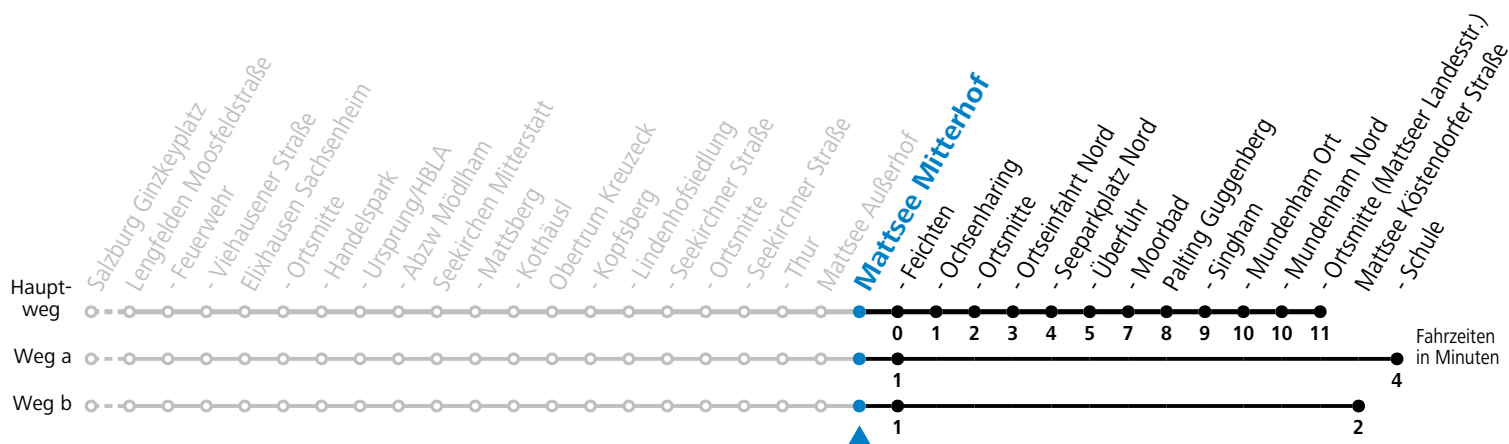 Salzburg Ginzkeyplatz
Lengfelden Moosfeldstraße
- Feuerwehr
- Viehausener Straße
Elixhausen Sachsenheim
- Ortsmitte
- Handelspark
- Ursprung/HBLA
- Abzw Mödlham
Seekirchen Mitterstatt
- Mattsberg
- Kothäusl
Obertrum Kreuzeck
- Kopfsberg
- Lindenhofsiedlung
- Seekirchner Straße
- Ortsmitte
- Seekirchner Straße
- Thur
Mattsee Außerhof
Mattsee Mitterhof
- Feichten
- Ochsenharing
- Ortsmitte
- Ortseinfahrt Nord
- Seeparkplatz Nord
- Überfuhr
- Moorbad
Palting Guggenberg
- Singham
- Mundenham Ort
- Mundenham Nord
- Ortsmitte (Mattseer Landesstr.)
Mattsee Köstendorfer Straße
- Schule
Haupt-
weg
0 1 2 3 4 5 7 8 9 10 10 11
Fahrzeiten
in Minuten
Weg a
1 4
Weg b
1 2